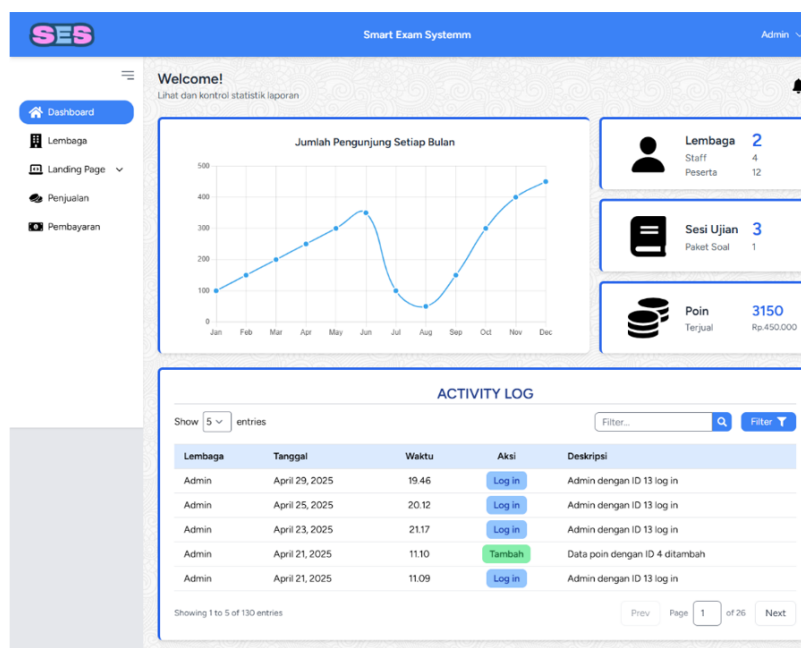 SES
Smart Exam Systemm
Admin
Dashboard
Lembaga
Landing Page
Penjualan
Pembayaran
Welcome!
Lihat dan kontrol statistik laporan
Jumlah Pengunjung Setiap Bulan
500
400
300
200
100
0
Jan Feb Mar Apr May Jun Jul Aug Sep Oct Nov Dec
Lembaga 2
Staff 4
Peserta 12
Sesi Ujian 3
Paket Soal 1
Poin 3150
Terjual Rp.450.000
ACTIVITY LOG
Show 5 entries
Filter...
Filter
Lembaga Tanggal Waktu Aksi Deskripsi
Admin April 29, 2025 19.46 Log in Admin dengan ID 13 log in
Admin April 25, 2025 20.12 Log in Admin dengan ID 13 log in
Admin April 23, 2025 21.17 Log in Admin dengan ID 13 log in
Admin April 21, 2025 11.10 Tambah Data poin dengan ID 4 ditambah
Admin April 21, 2025 11.09 Log in Admin dengan ID 13 log in
Showing 1 to 5 of 130 entries
Prev Page 1 of 26 Next